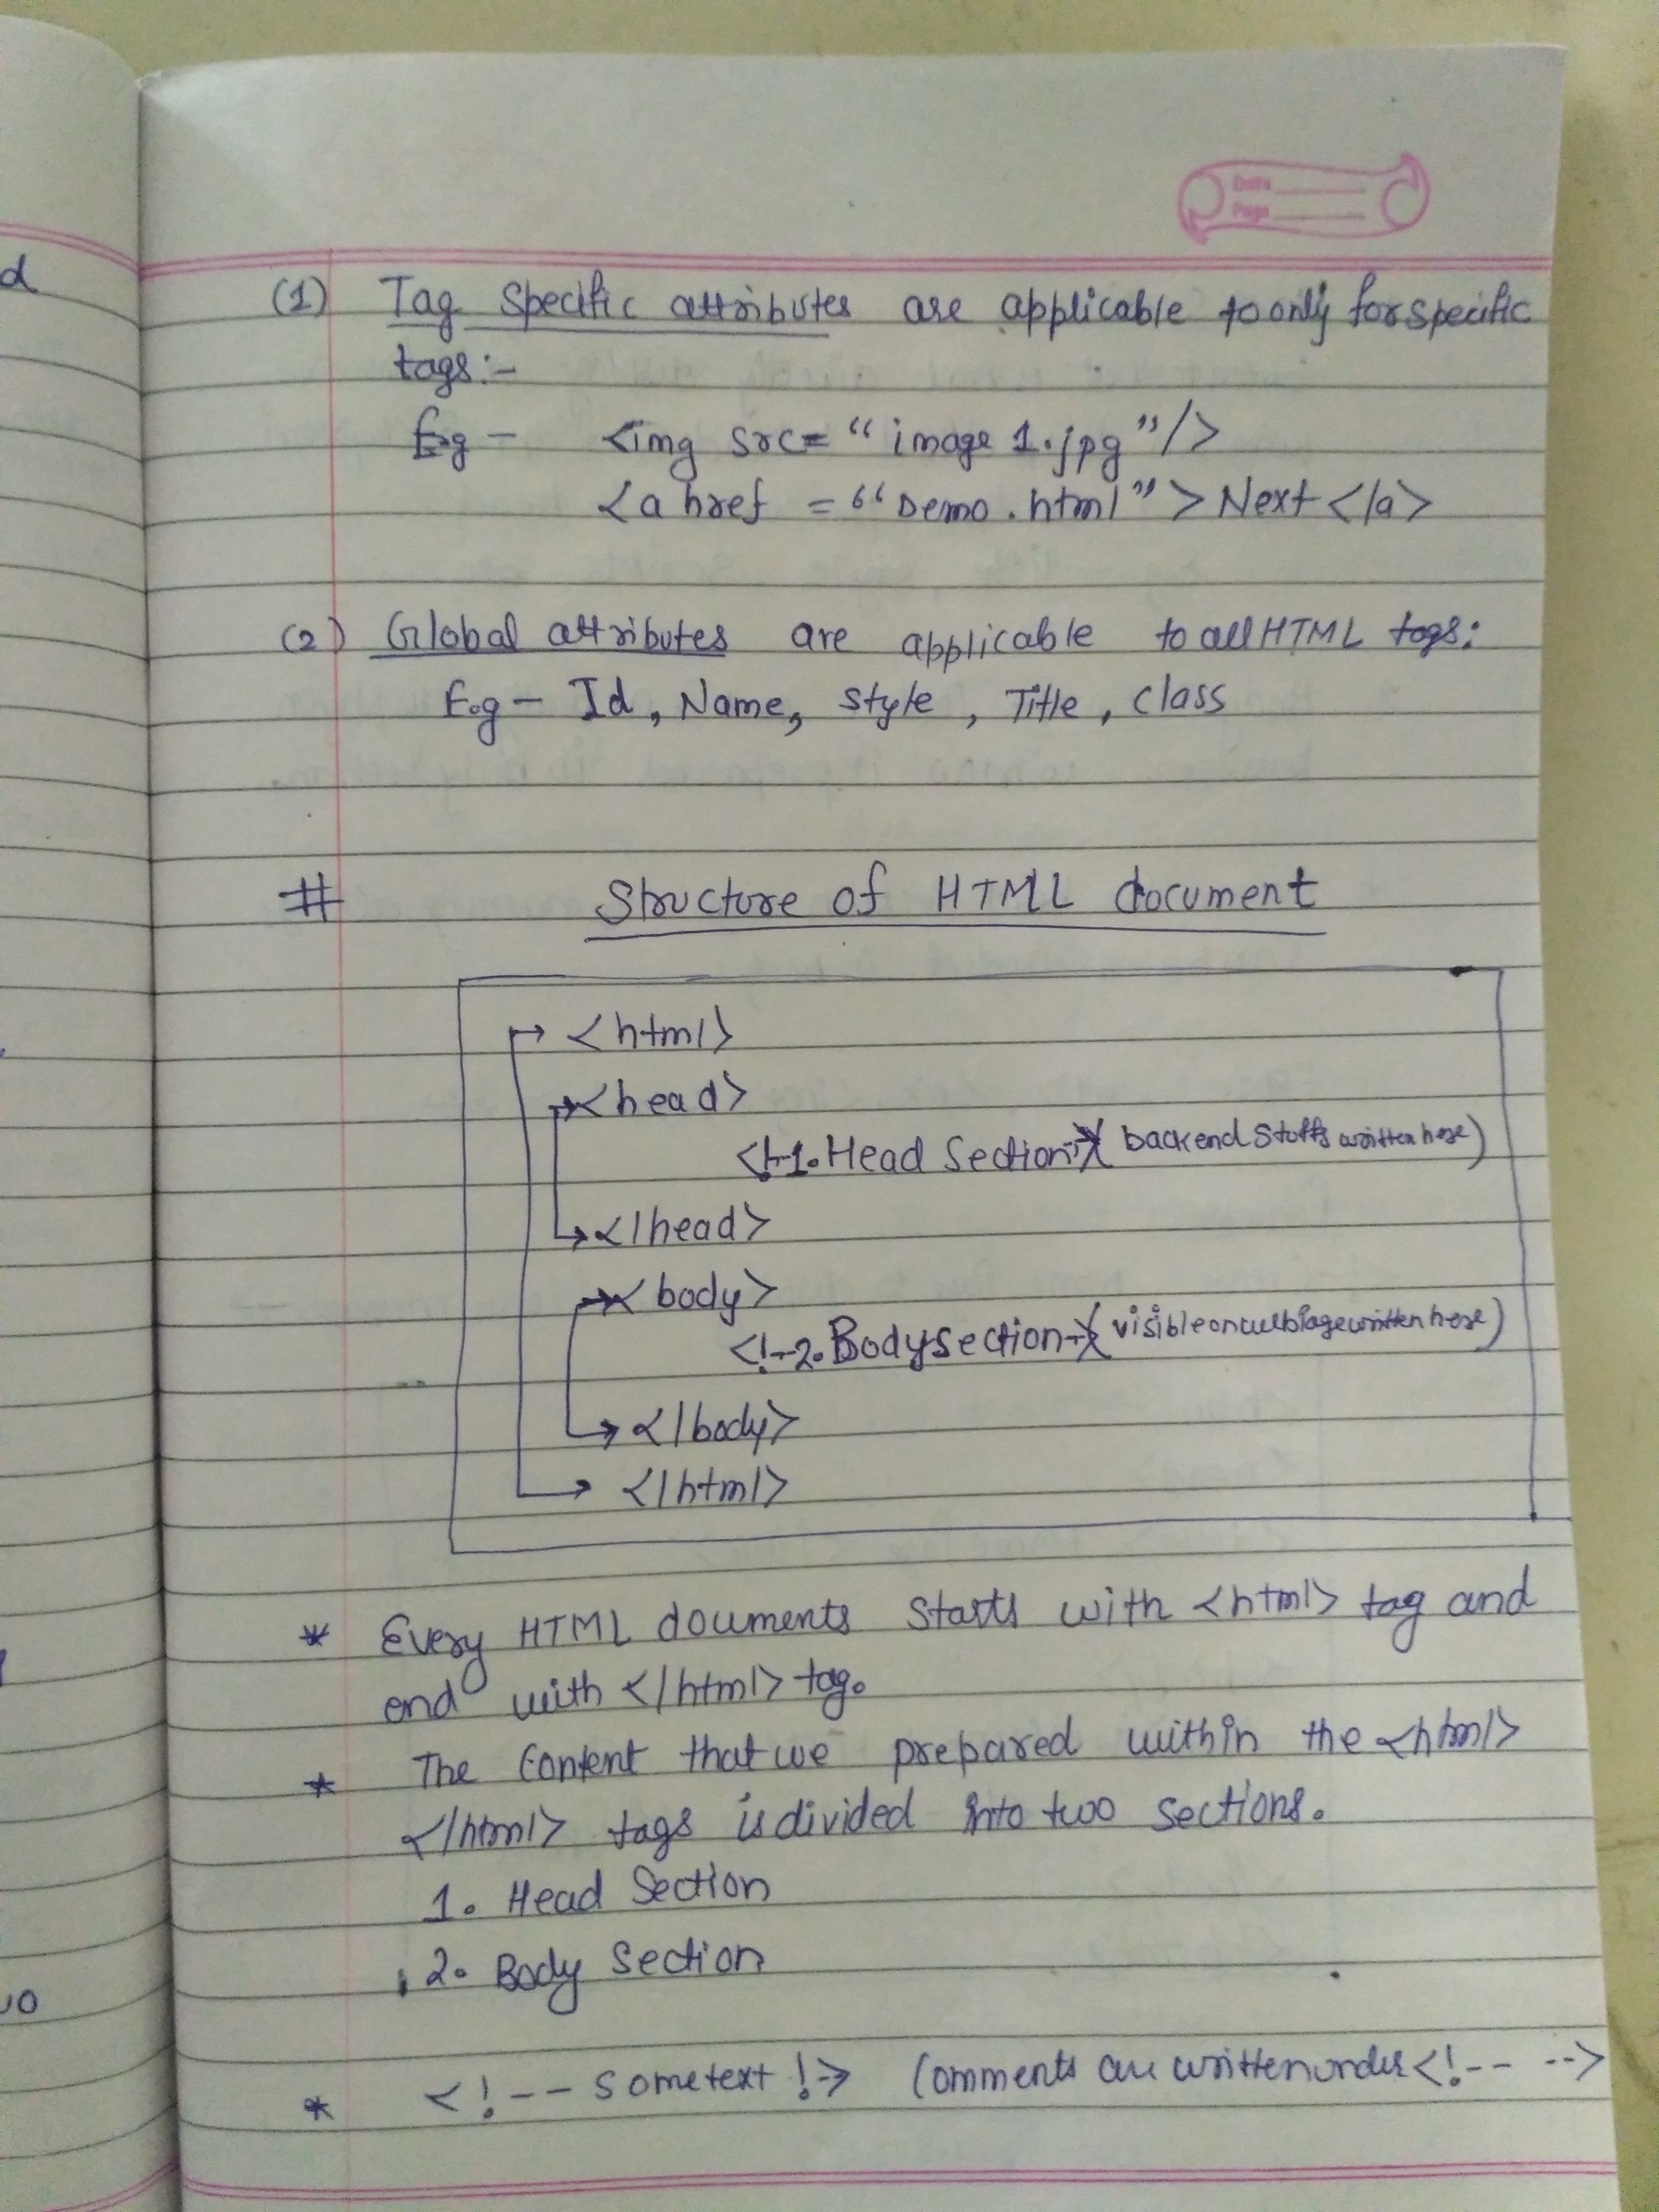 Date
Page
d
(1) Tag Specific attributes are applicable to only for specific
tags:-
E.g - <img src= "image 1.jpg"/>
<a href = "Demo.html"> Next </a>
(2) Global attributes are applicable to all HTML tags:
E.g - Id, Name, Style, Title, class
# Structure of HTML document
<html>
<head>
<!-1. Head Section-> (backend stuffs written here)
</head>
<body>
<!--2. Body section-> (visible on webpage written here)
</body>
</html>
* Every HTML douments starts with <html> tag and
end with </html> tag.
* The content that we prepared within the <html>
</html> tags is divided into two sections.
1. Head Section
2. Body Section
* <!-- some text !-> Comments are written under <!-- -->